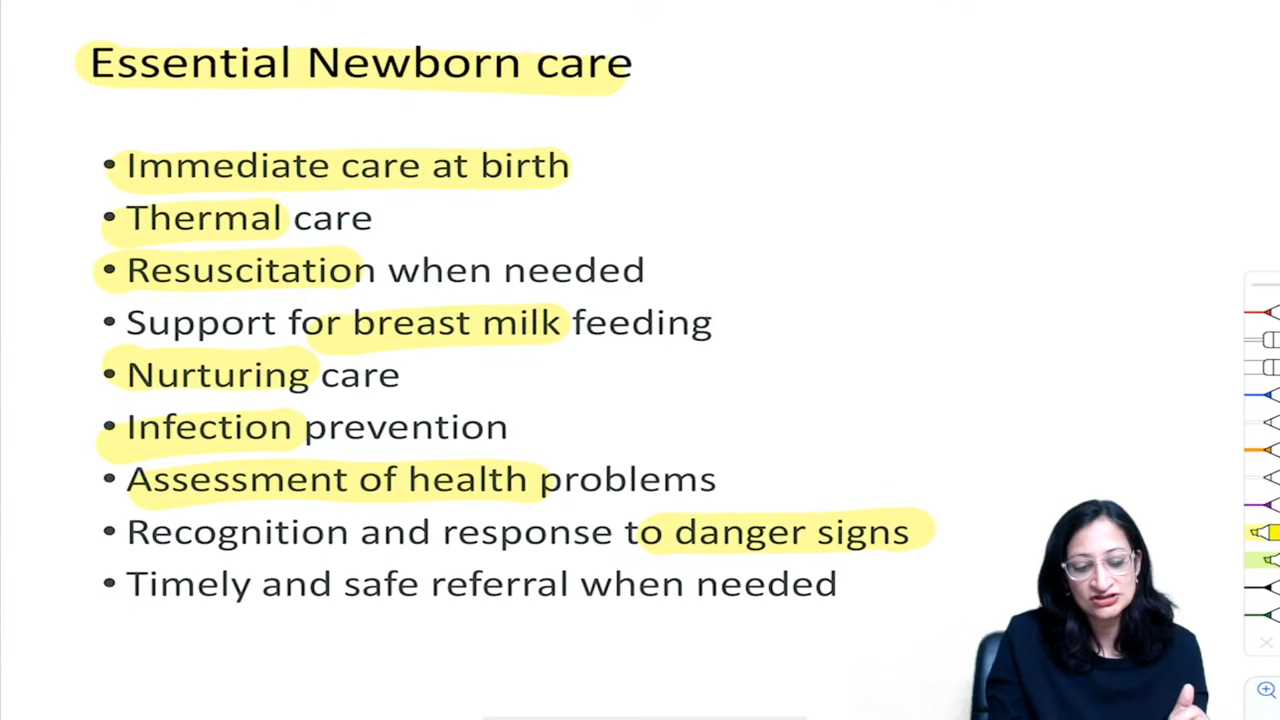 Essential Newborn care
• Immediate care at birth
• Thermal care
• Resuscitation when needed
• Support for breast milk feeding
• Nurturing care
• Infection prevention
• Assessment of health problems
• Recognition and response to danger signs
• Timely and safe referral when needed